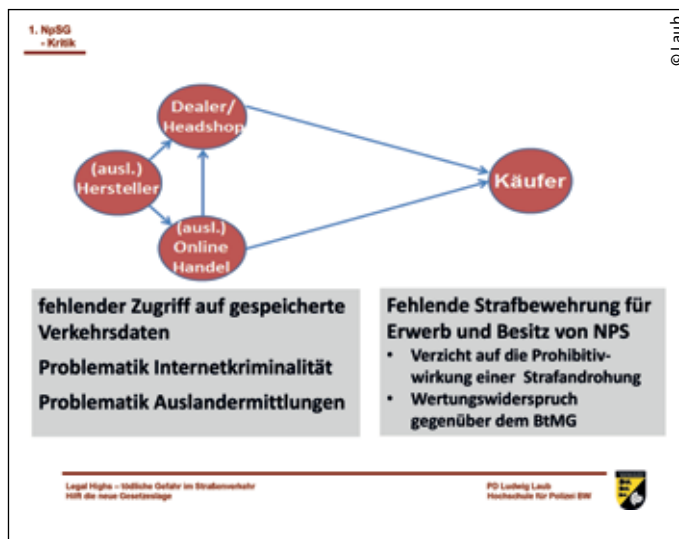 1. NpSG
- Kritik
© Laub
Dealer/
Headshop
(ausl.)
Hersteller
(ausl.)
Online
Handel
Käufer
fehlender Zugriff auf gespeicherte
Verkehrsdaten
Problematik Internetkriminalität
Problematik Auslandermittlungen
Fehlende Strafbewehrung für
Erwerb und Besitz von NPS
• Verzicht auf die Prohibitiv-
wirkung einer Strafandrohung
• Wertungswiderspruch
gegenüber dem BtMG
Legal Highs – tödliche Gefahr im Straßenverkehr
Hilft die neue Gesetzeslage
PD Ludwig Laub
Hochschule für Polizei BW